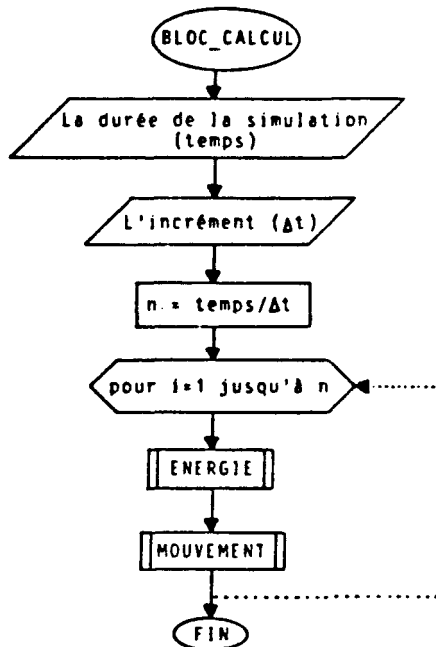 BLOC_CALCUL
La durée de la simulation
(temps)
L'incrément (Δt)
n = temps/Δt
pour i=1 jusqu'à n
ENERGIE
MOUVEMENT
FIN